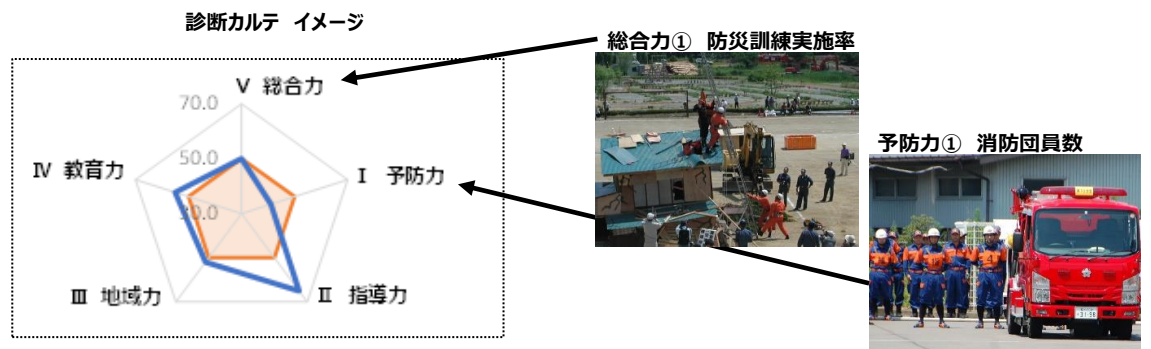 診断カルテ イメージ
総合力① 防災訓練実施率
Ⅴ 総合力
70.0
予防力① 消防団員数
50.0
Ⅳ 教育力
Ⅰ 予防力
30.0
Ⅲ 地域力
Ⅱ 指導力